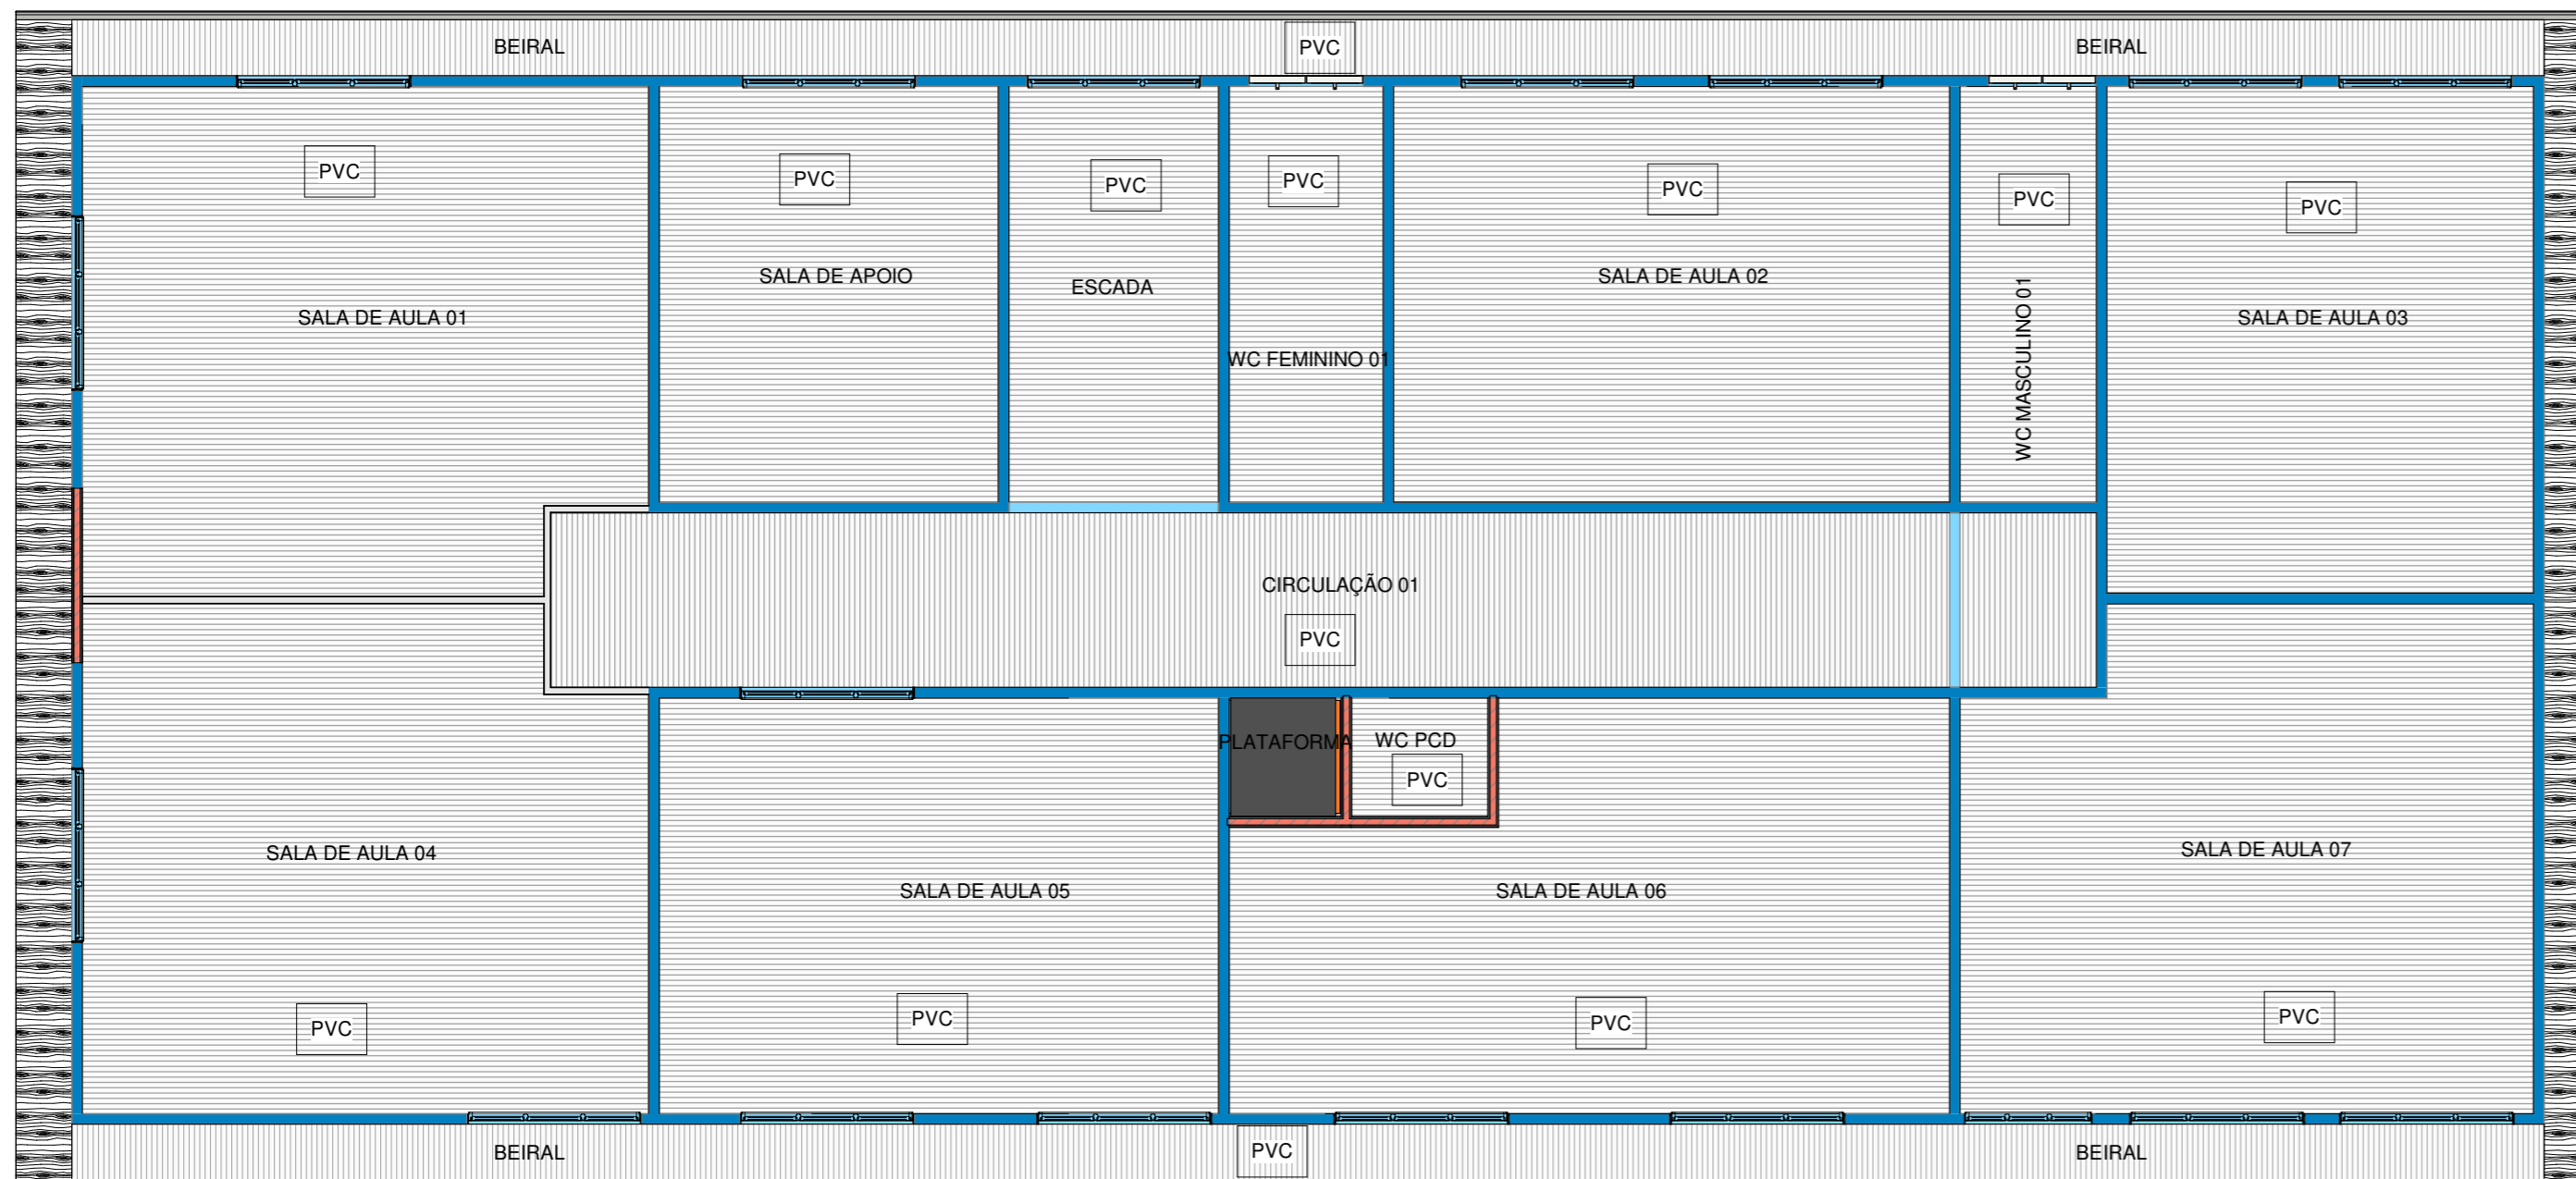 BEIRAL
PVC
BEIRAL
PVC
PVC
PVC
PVC
PVC
PVC
PVC
SALA DE AULA 01
SALA DE APOIO
ESCADA
WC FEMININO 01
SALA DE AULA 02
WC MASCULINO 01
SALA DE AULA 03
CIRCULAÇÃO 01
PVC
PLATAFORMA
WC PCD
PVC
SALA DE AULA 04
SALA DE AULA 05
SALA DE AULA 06
SALA DE AULA 07
PVC
PVC
PVC
PVC
BEIRAL
PVC
BEIRAL